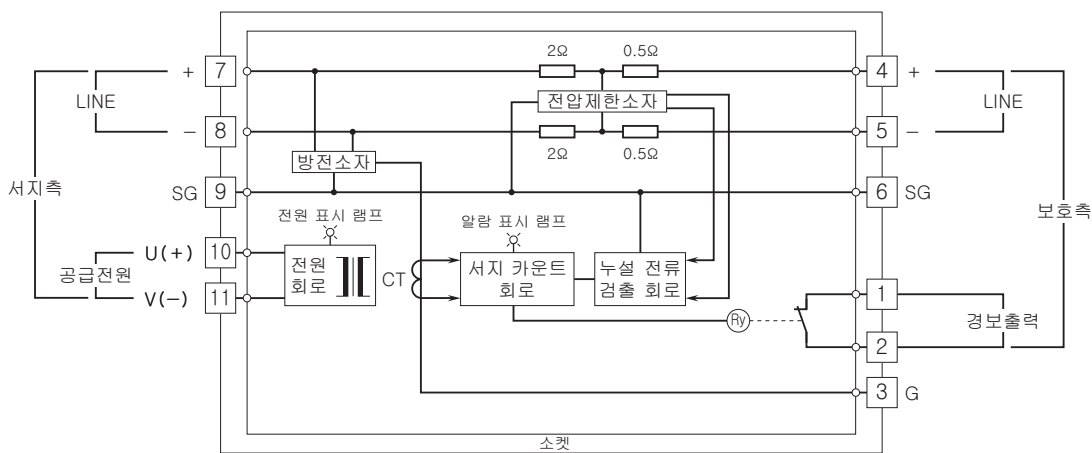 2Ω 0.5Ω
+ 7 4 +
LINE LINE
전압제한소자
- 8 5 -
2Ω 0.5Ω
방전소자
서지측
SG 9 6 SG
보호측
전원 표시 램프 알람 표시 램프
U(+) 10
공급전원
전원
회로
CT
서지 카운트
회로
누설 전류
검출 회로
V(-) 11
1
Ry
경보출력
2
3 G
소켓